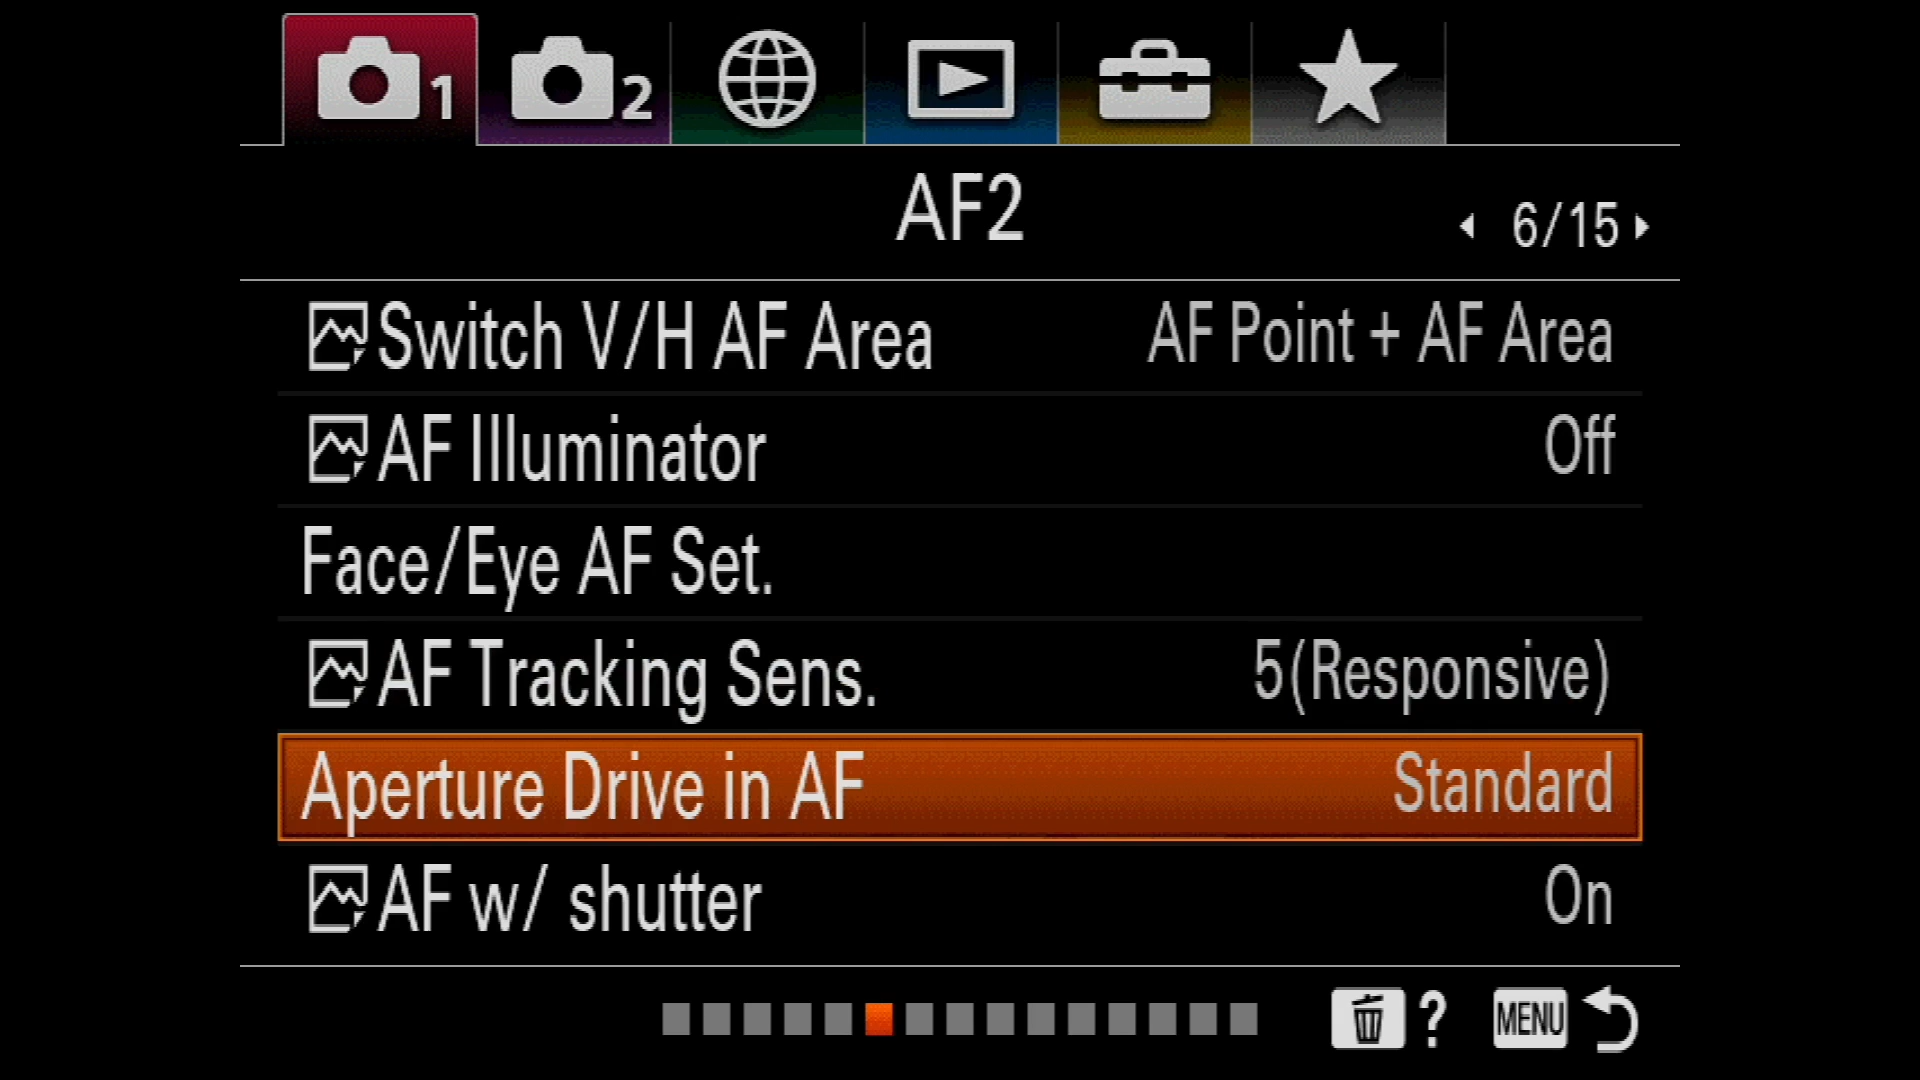 1 2
AF2
6/15
Switch V/H AF Area AF Point + AF Area
AF Illuminator Off
Face/Eye AF Set.
AF Tracking Sens. 5(Responsive)
Aperture Drive in AF Standard
AF w/ shutter On
? MENU